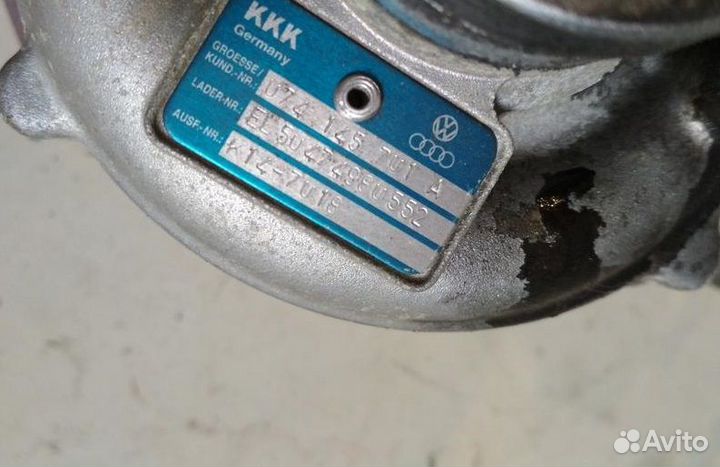 KKK
Germany
GROESSE/
KUND.-NR.: 074 145 701 A
LADER-NR.:
AUSF.-NR.: K14-7018
Avito